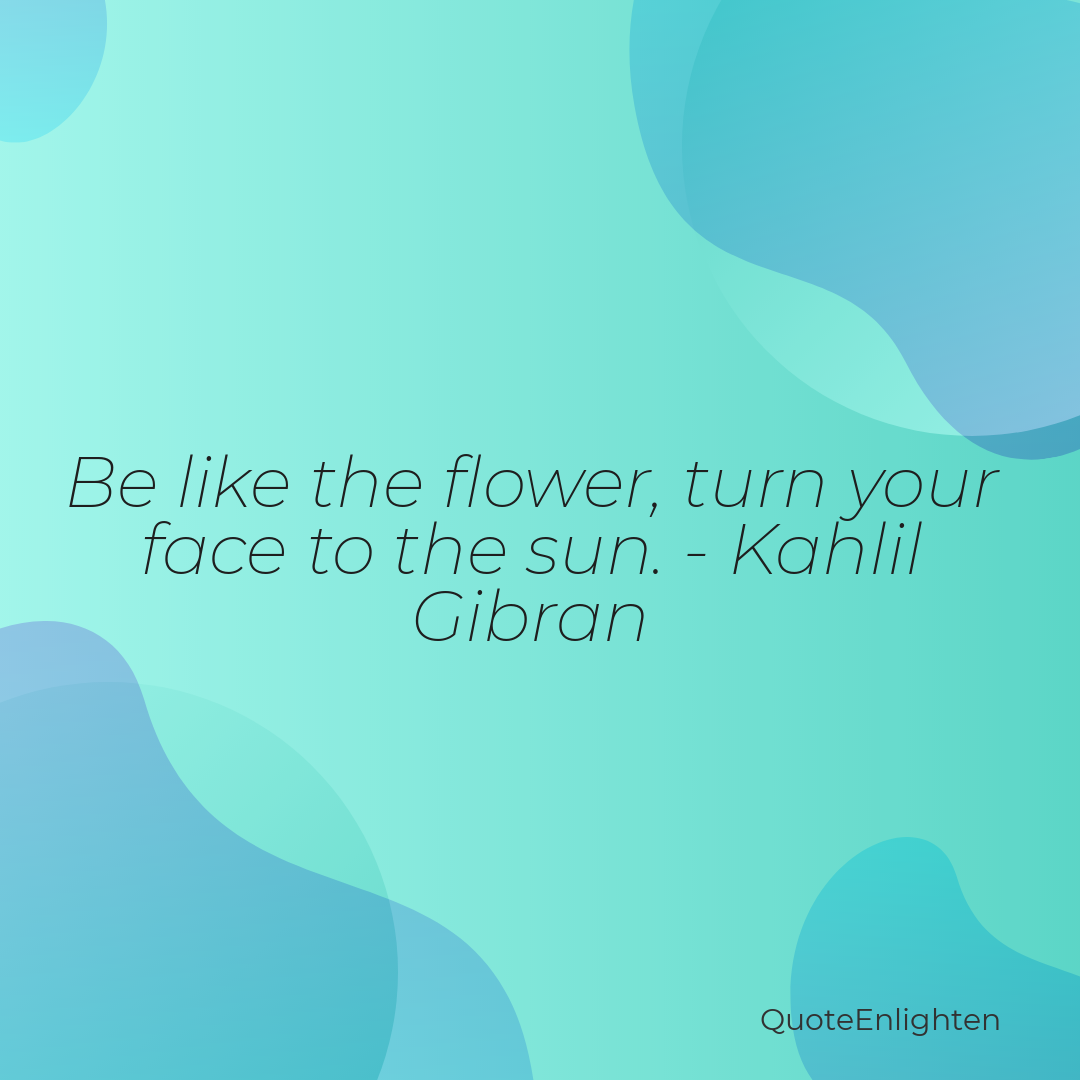 Be like the flower, turn your
face to the sun. - Kahlil
Gibran
QuoteEnlighten